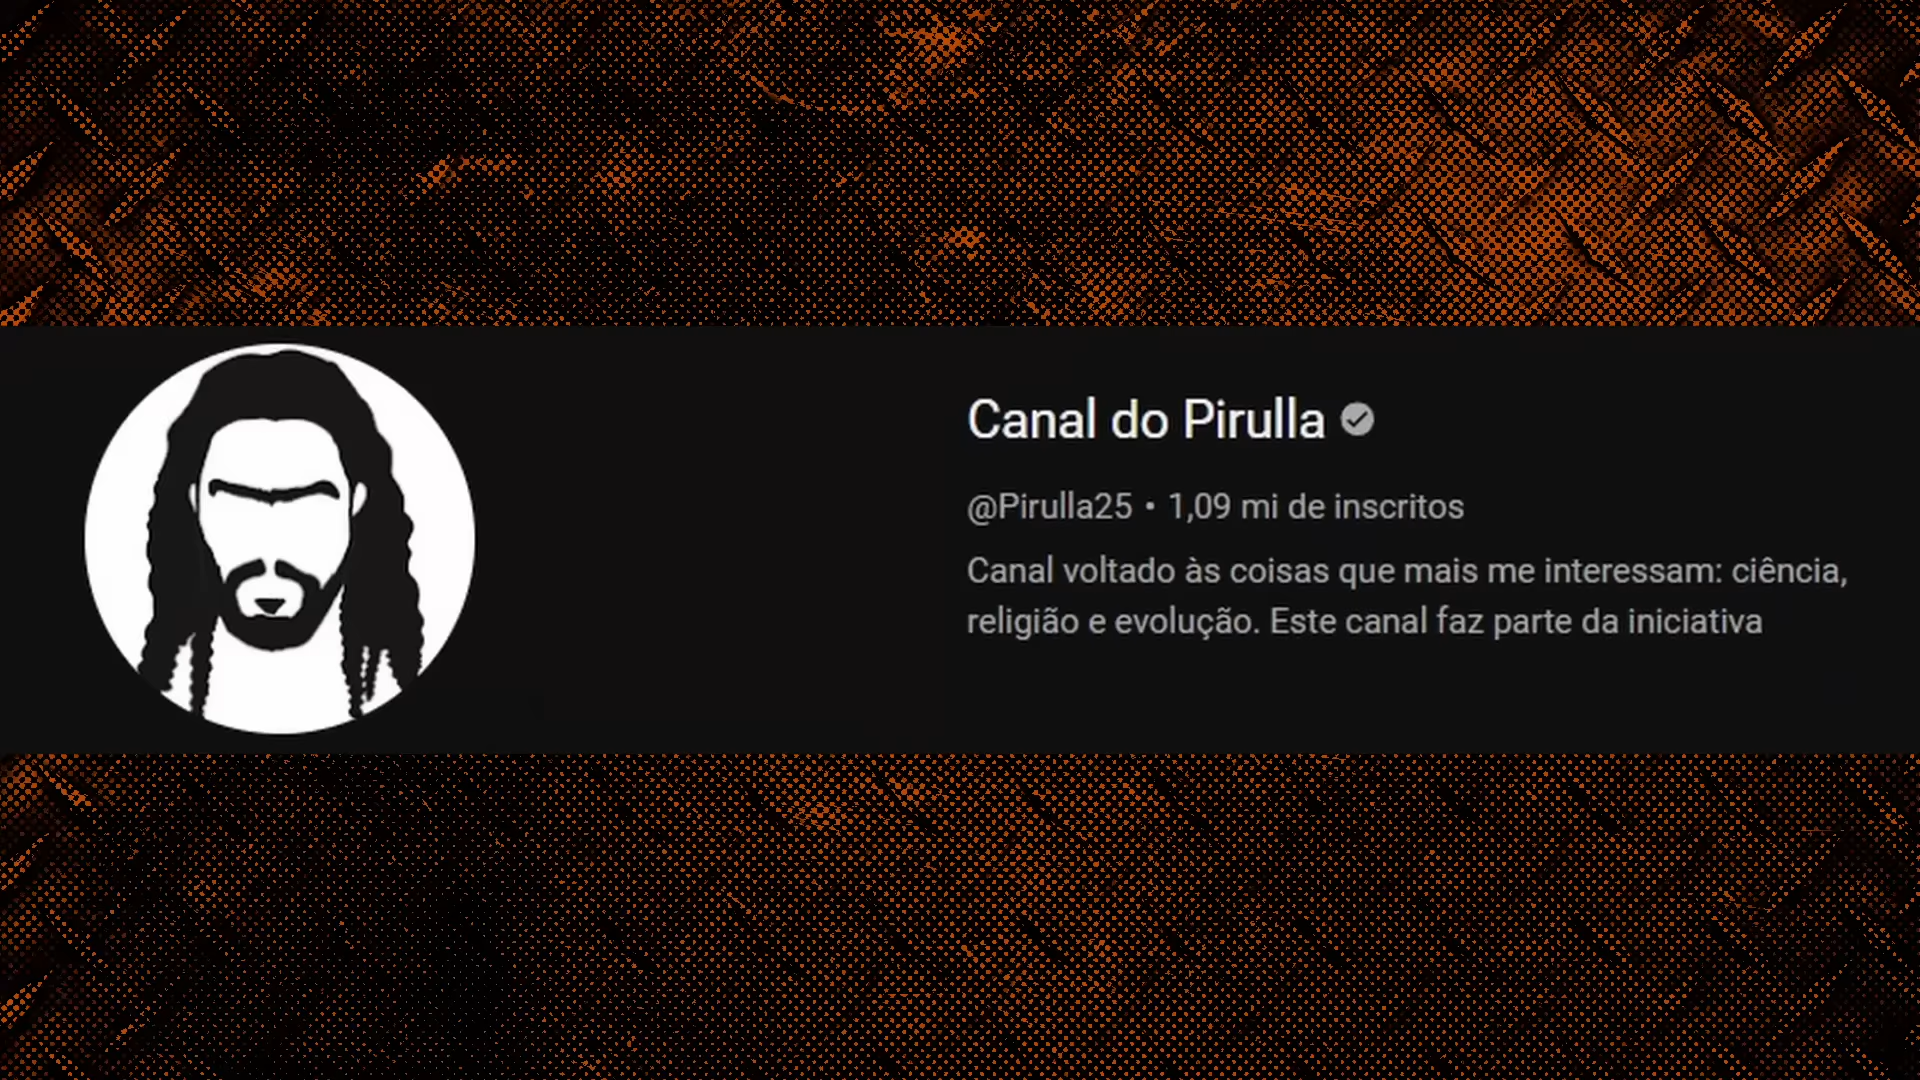 Canal do Pirulla
@Pirulla25 • 1,09 mi de inscritos
Canal voltado às coisas que mais me interessam: ciência,
religião e evolução. Este canal faz parte da iniciativa